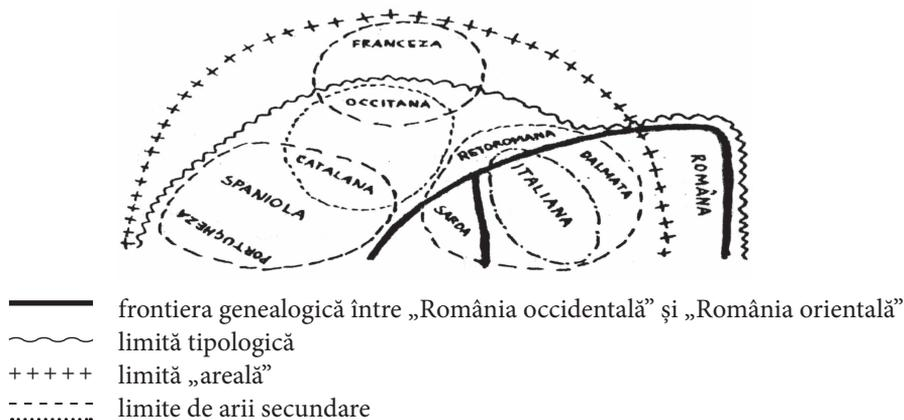 FRANCEZA
OCCITANA
RETOROMANA
CATALANA
DALMATA
ROMÂNA
ITALIANA
SPANIOLA
SARDA
PORTUGHEZA
frontiera genealogică între „România occidentală” și „România orientală”
limită tipologică
+ + + + + limită „areală”
limite de arii secundare